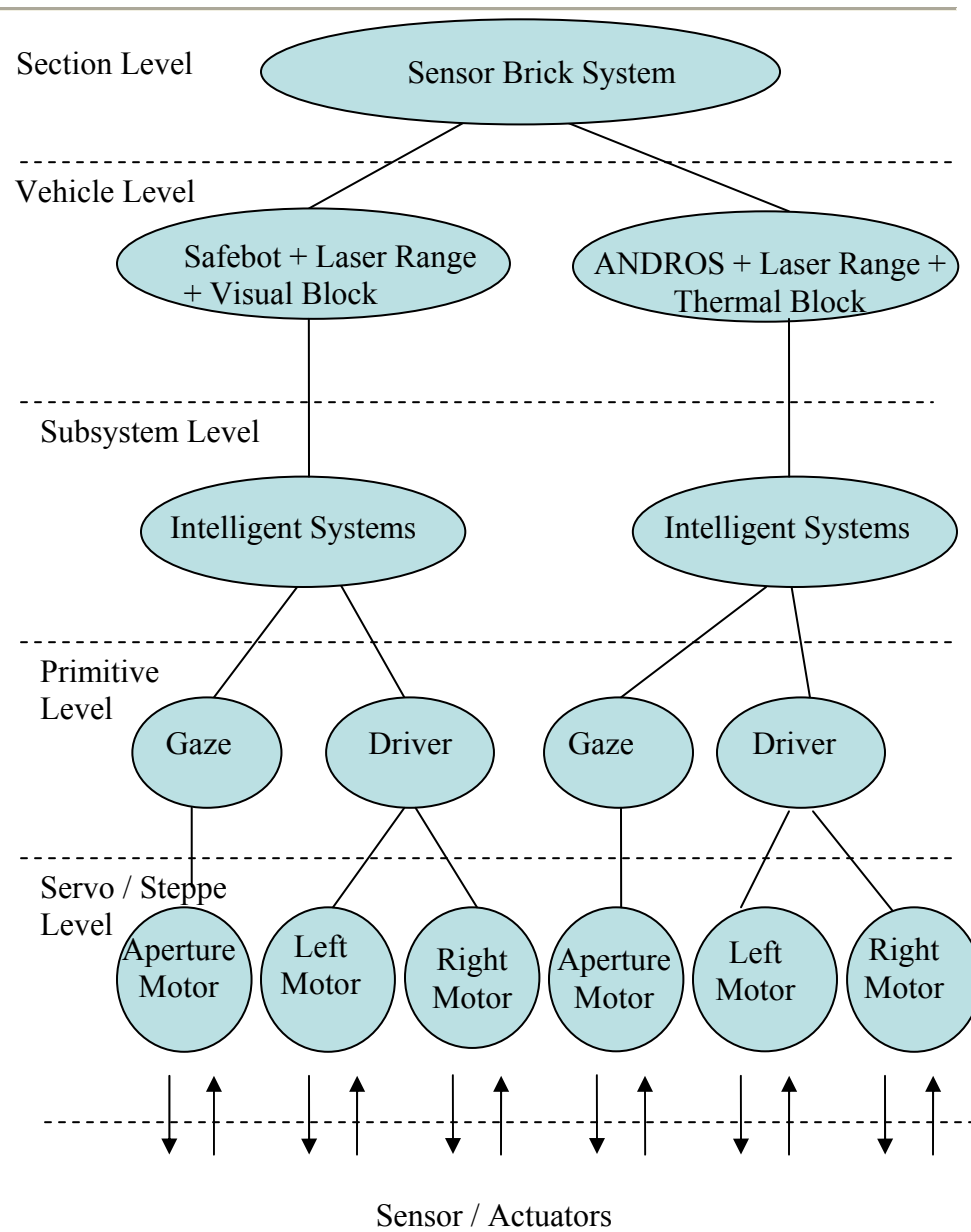 Section Level
Sensor Brick System
Vehicle Level
Safebot + Laser Range
+ Visual Block
ANDROS + Laser Range +
Thermal Block
Subsystem Level
Intelligent Systems
Intelligent Systems
Primitive
Level
Gaze
Driver
Gaze
Driver
Servo / Steppe
Level
Aperture
Motor
Left
Motor
Right
Motor
Aperture
Motor
Left
Motor
Right
Motor
Sensor / Actuators